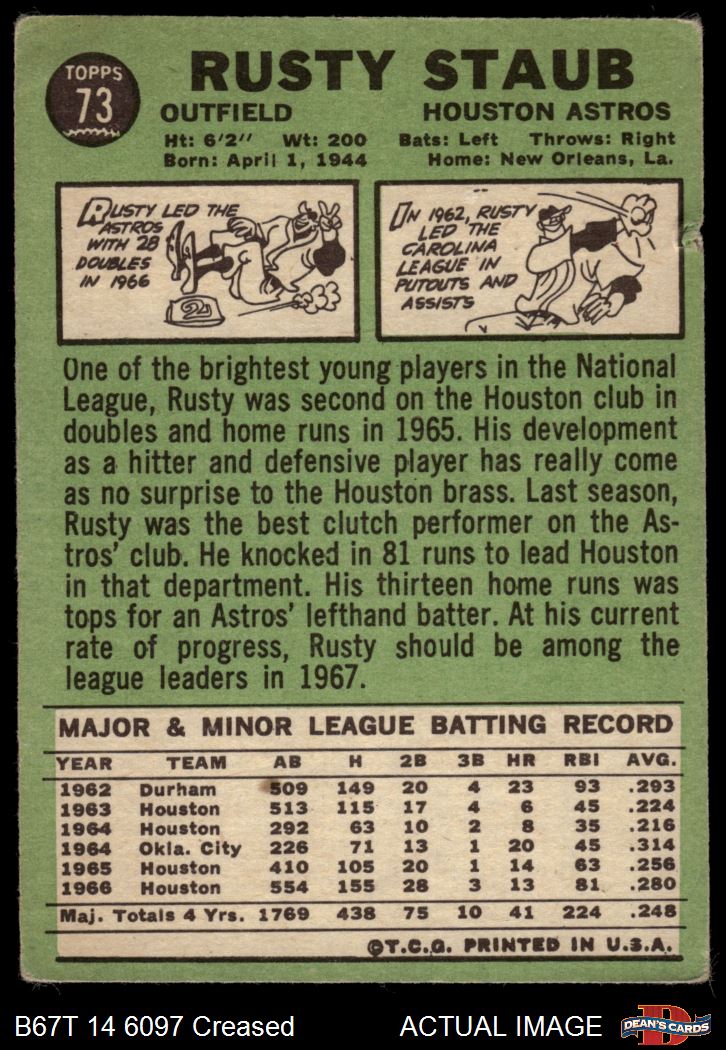 TOPPS
73
RUSTY STAUB
OUTFIELD HOUSTON ASTROS
Ht: 6'2" Wt: 200 Bats: Left Throws: Right
Born: April 1, 1944 Home: New Orleans, La.
RUSTY LED THE
ASTROS
WITH 28
DOUBLES
IN 1966
2
IN 1962, RUSTY
LED THE
CAROLINA
LEAGUE IN
PUTOUTS AND
ASSISTS
One of the brightest young players in the National
League, Rusty was second on the Houston club in
doubles and home runs in 1965. His development
as a hitter and defensive player has really come
as no surprise to the Houston brass. Last season,
Rusty was the best clutch performer on the As-
tros' club. He knocked in 81 runs to lead Houston
in that department. His thirteen home runs was
tops for an Astros' lefthand batter. At his current
rate of progress, Rusty should be among the
league leaders in 1967.
MAJOR & MINOR LEAGUE BATTING RECORD
YEAR TEAM AB H 2B 3B HR RBI AVG.
1962 Durham 509 149 20 4 23 93 .293
1963 Houston 513 115 17 4 6 45 .224
1964 Houston 292 63 10 2 8 35 .216
1964 Okla. City 226 71 13 1 20 45 .314
1965 Houston 410 105 20 1 14 63 .256
1966 Houston 554 155 28 3 13 81 .280
Maj. Totals 4 Yrs. 1769 438 75 10 41 224 .248
©T.C.G. PRINTED IN U.S.A.
B67T 14 6097 Creased ACTUAL IMAGE
D
DEAN'S CARDS